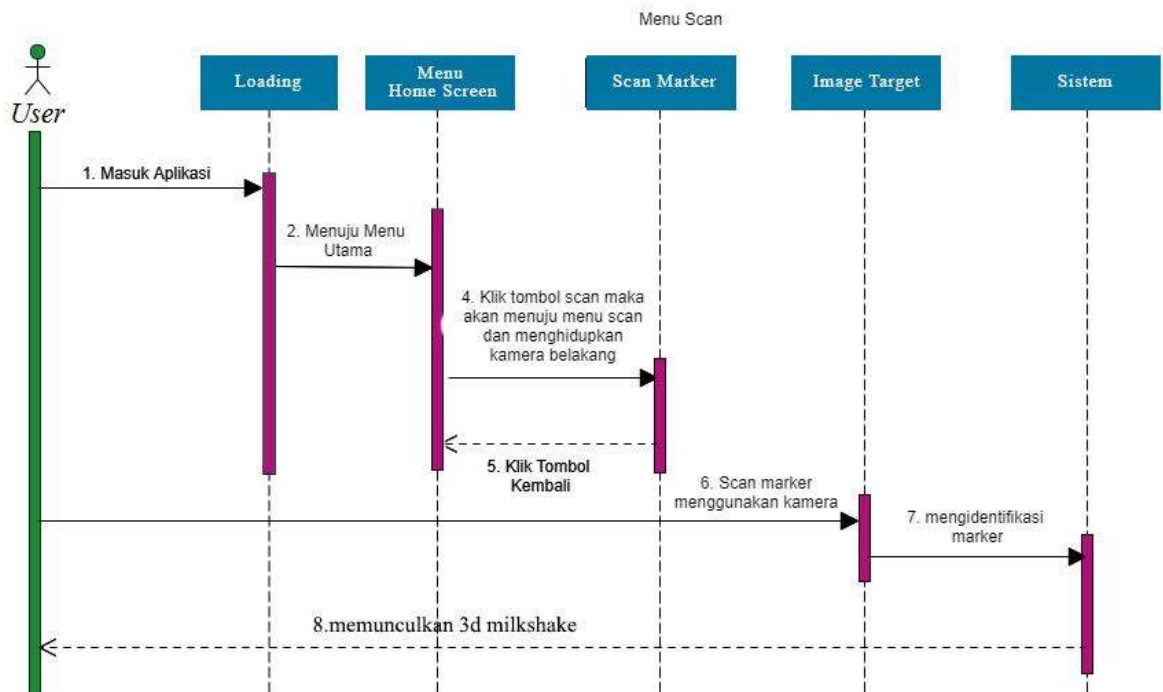 Menu Scan
User
Loading
Menu
Home Screen
Scan Marker
Image Target
Sistem
1. Masuk Aplikasi
2. Menuju Menu
Utama
4. Klik tombol scan maka
akan menuju menu scan
dan menghidupkan
kamera belakang
5. Klik Tombol
Kembali
6. Scan marker
menggunakan kamera
7. mengidentifikasi
marker
8.memunculkan 3d milkshake